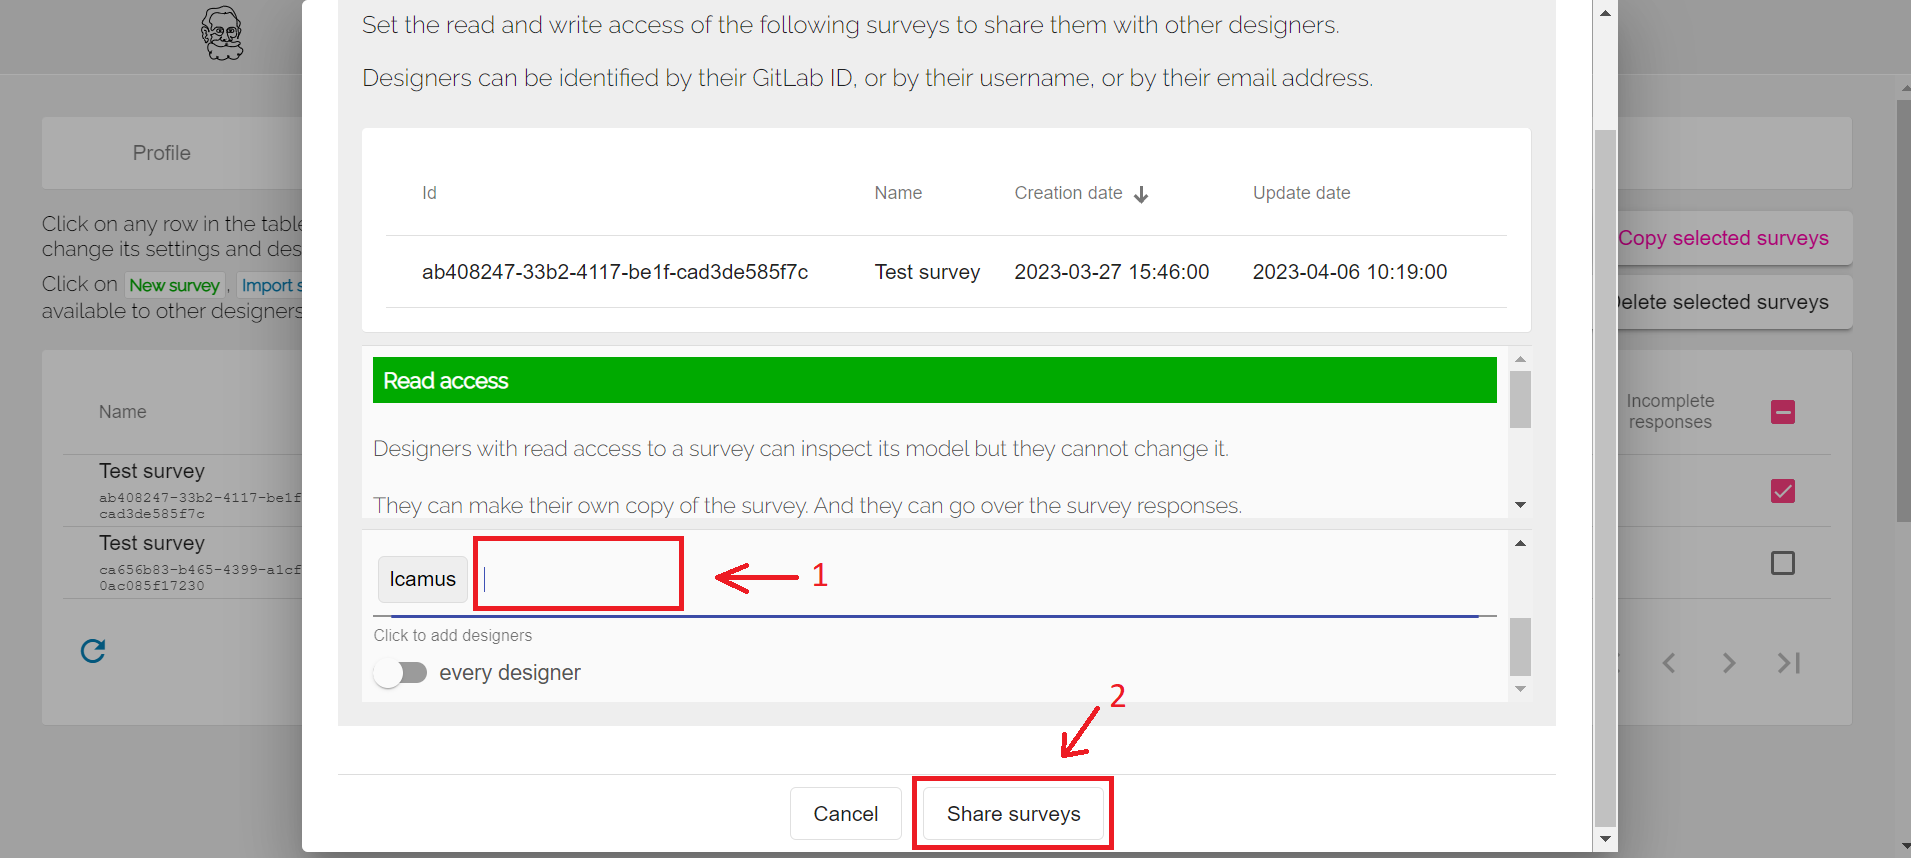 Set the read and write access of the following surveys to share them with other designers.
Designers can be identified by their GitLab ID, or by their username, or by their email address.
Profile
Id Name Creation date Update date
Click on any row in the table
change its settings and des
Click on New survey, Import s
available to other designers
Copy selected surveys
Delete selected surveys
ab408247-33b2-4117-be1f-cad3de585f7c Test survey 2023-03-27 15:46:00 2023-04-06 10:19:00
Read access
Designers with read access to a survey can inspect its model but they cannot change it.
They can make their own copy of the survey. And they can go over the survey responses.
Name
Incomplete
responses
Test survey
ab408247-33b2-4117-be1f
cad3de585f7c
Test survey
ca656b83-b465-4399-a1cf
0ac085f17230
lcamus
1
Click to add designers
every designer
2
Cancel
Share surveys